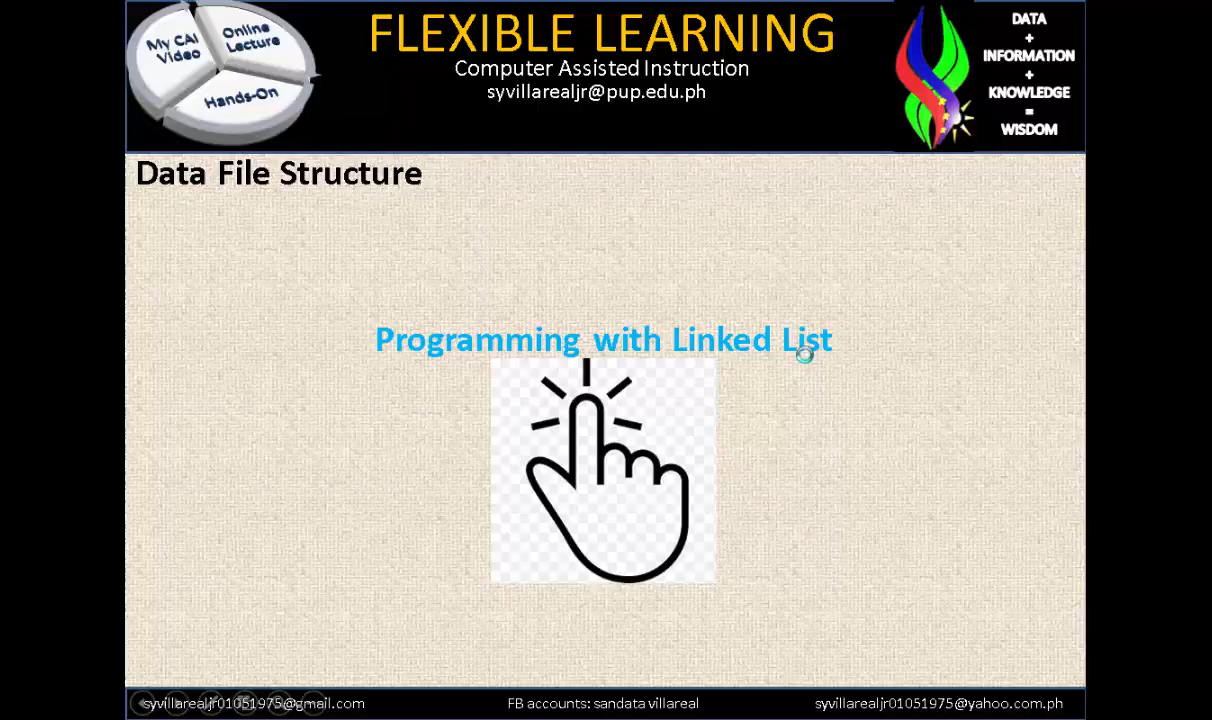 My CAI
Video
Online
Lecture
Hands-On
FLEXIBLE LEARNING
Computer Assisted Instruction
syvillarealjr@pup.edu.ph
DATA
+
INFORMATION
+
KNOWLEDGE
=
WISDOM
Data File Structure
Programming with Linked List
syvillarealjr01051975@gmail.com
FB accounts: sandata villareal
syvillarealjr01051975@yahoo.com.ph